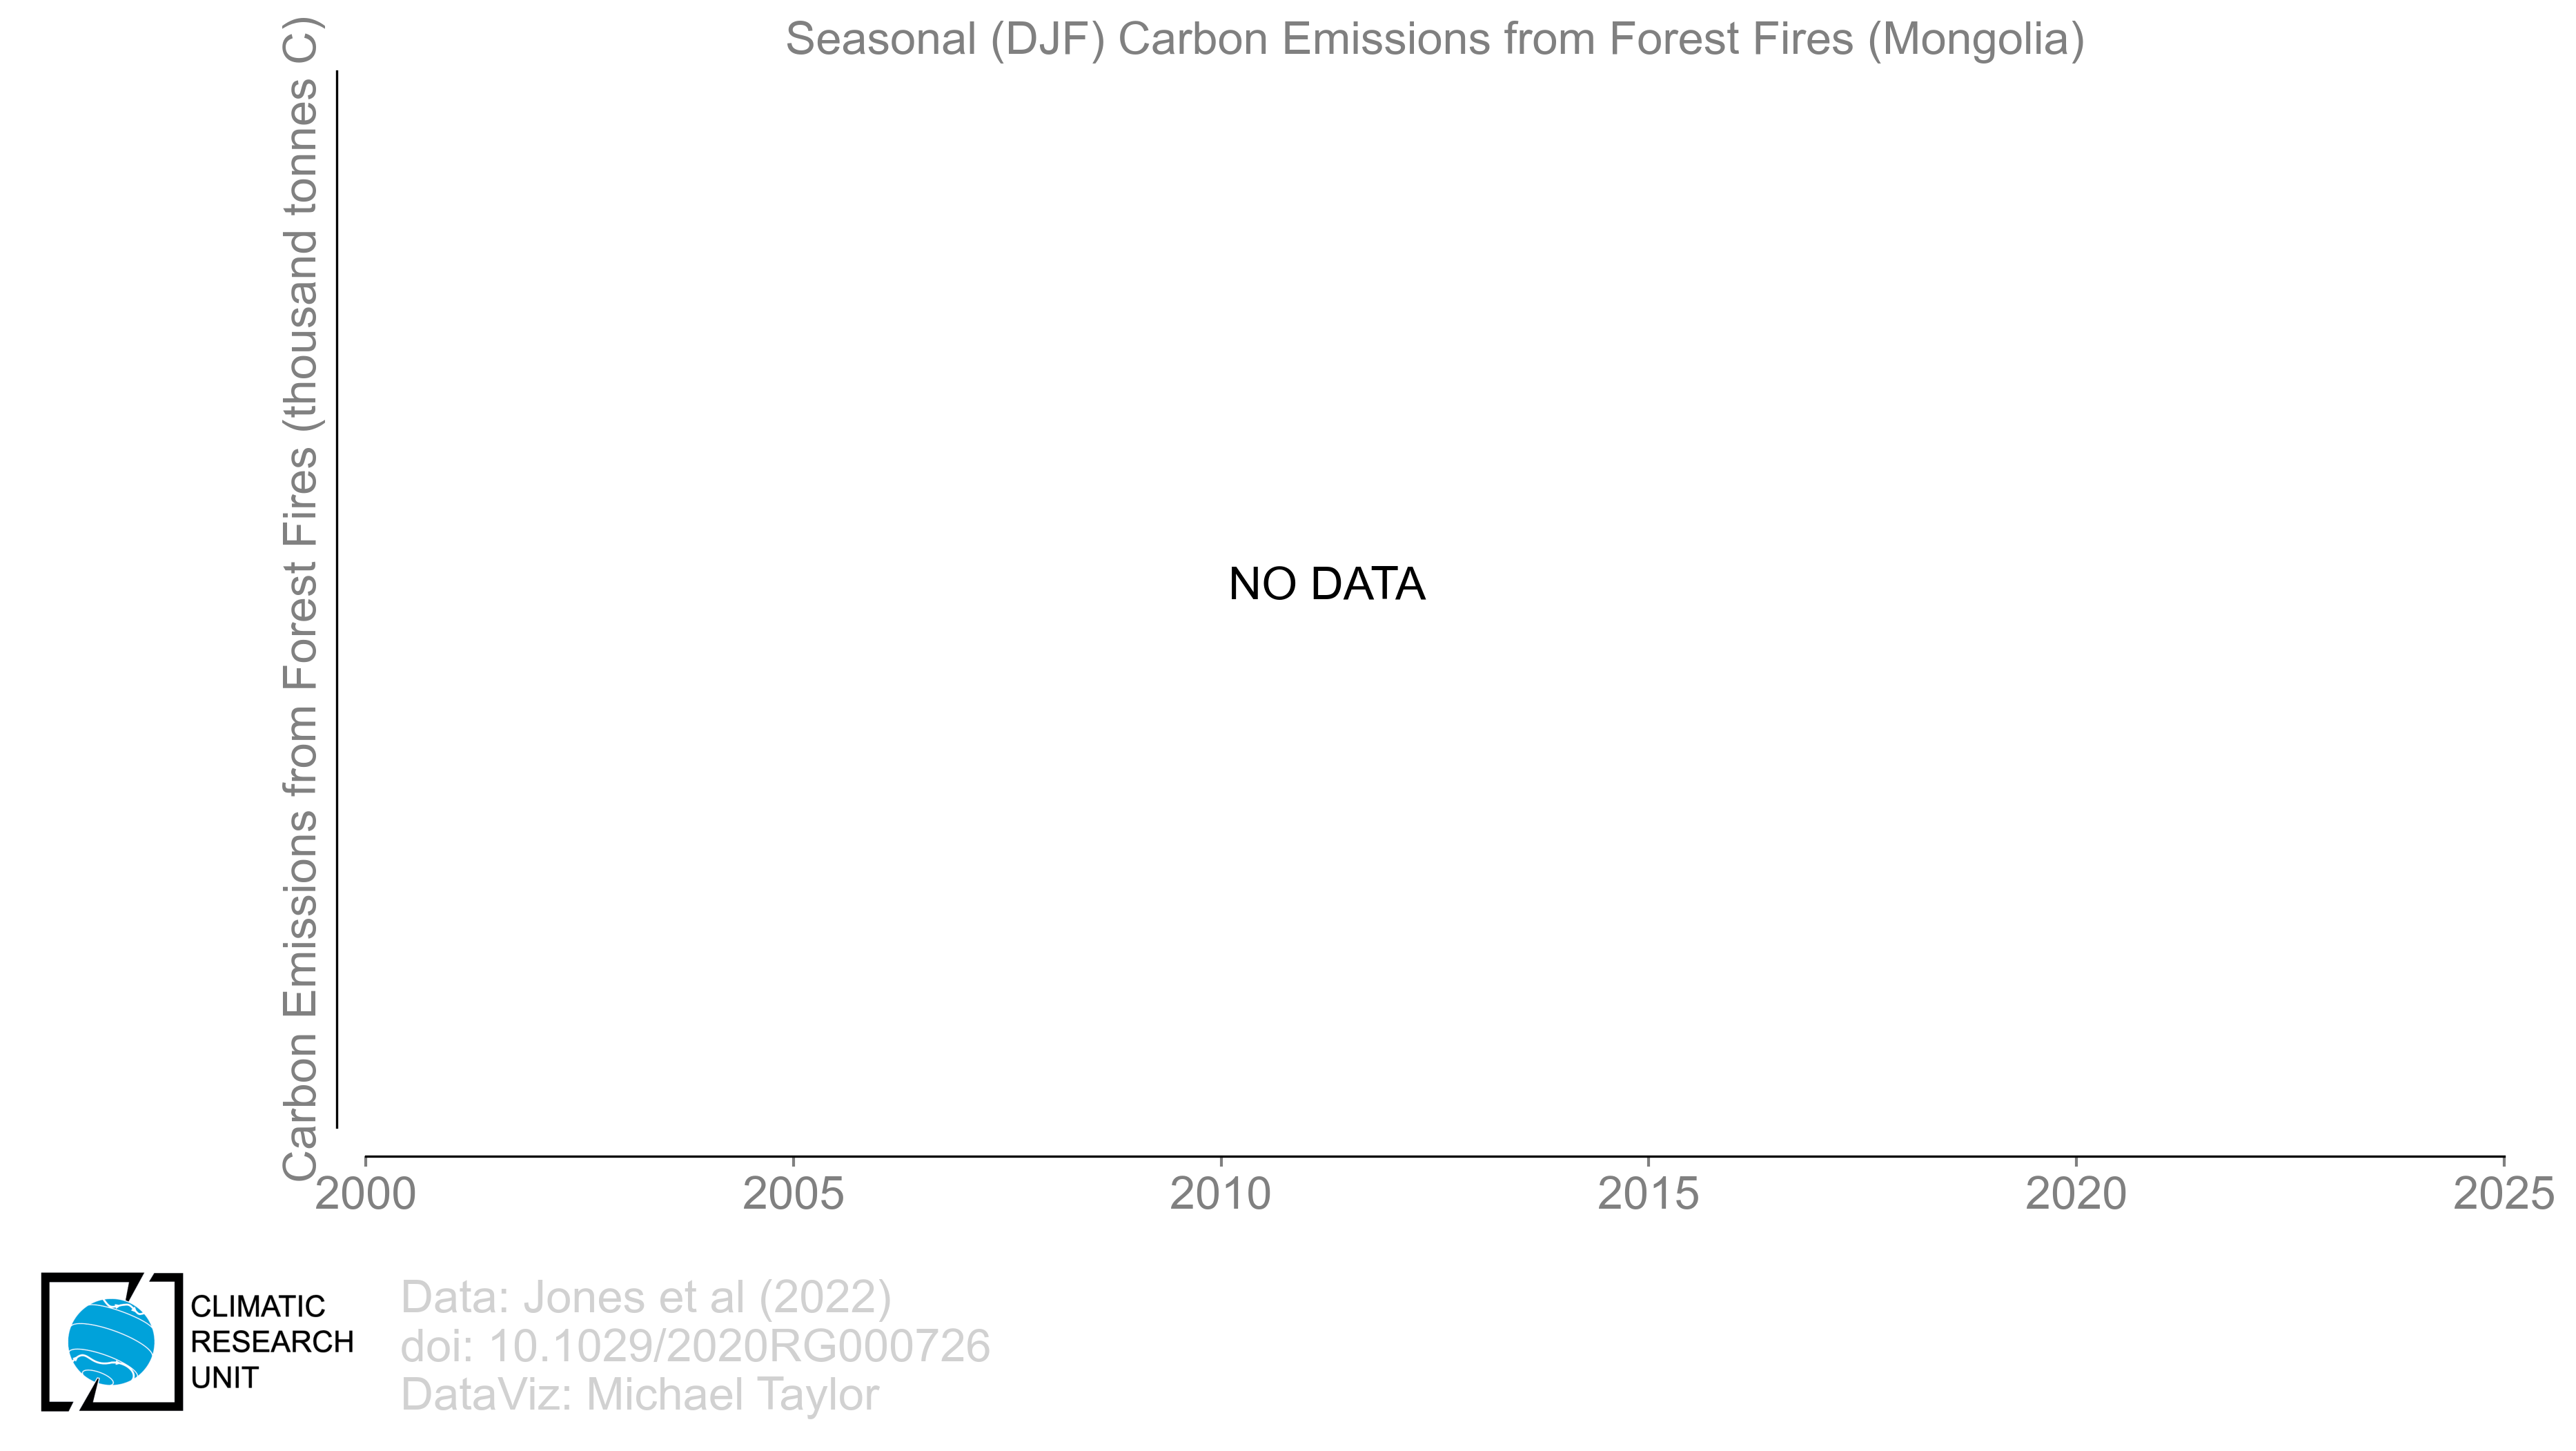 Seasonal (DJF) Carbon Emissions from Forest Fires (Mongolia)
Carbon Emissions from Forest Fires (thousand tonnes C)
NO DATA
2000 2005 2010 2015 2020 2025
CLIMATIC
RESEARCH
UNIT
Data: Jones et al (2022)
doi: 10.1029/2020RG000726
DataViz: Michael Taylor